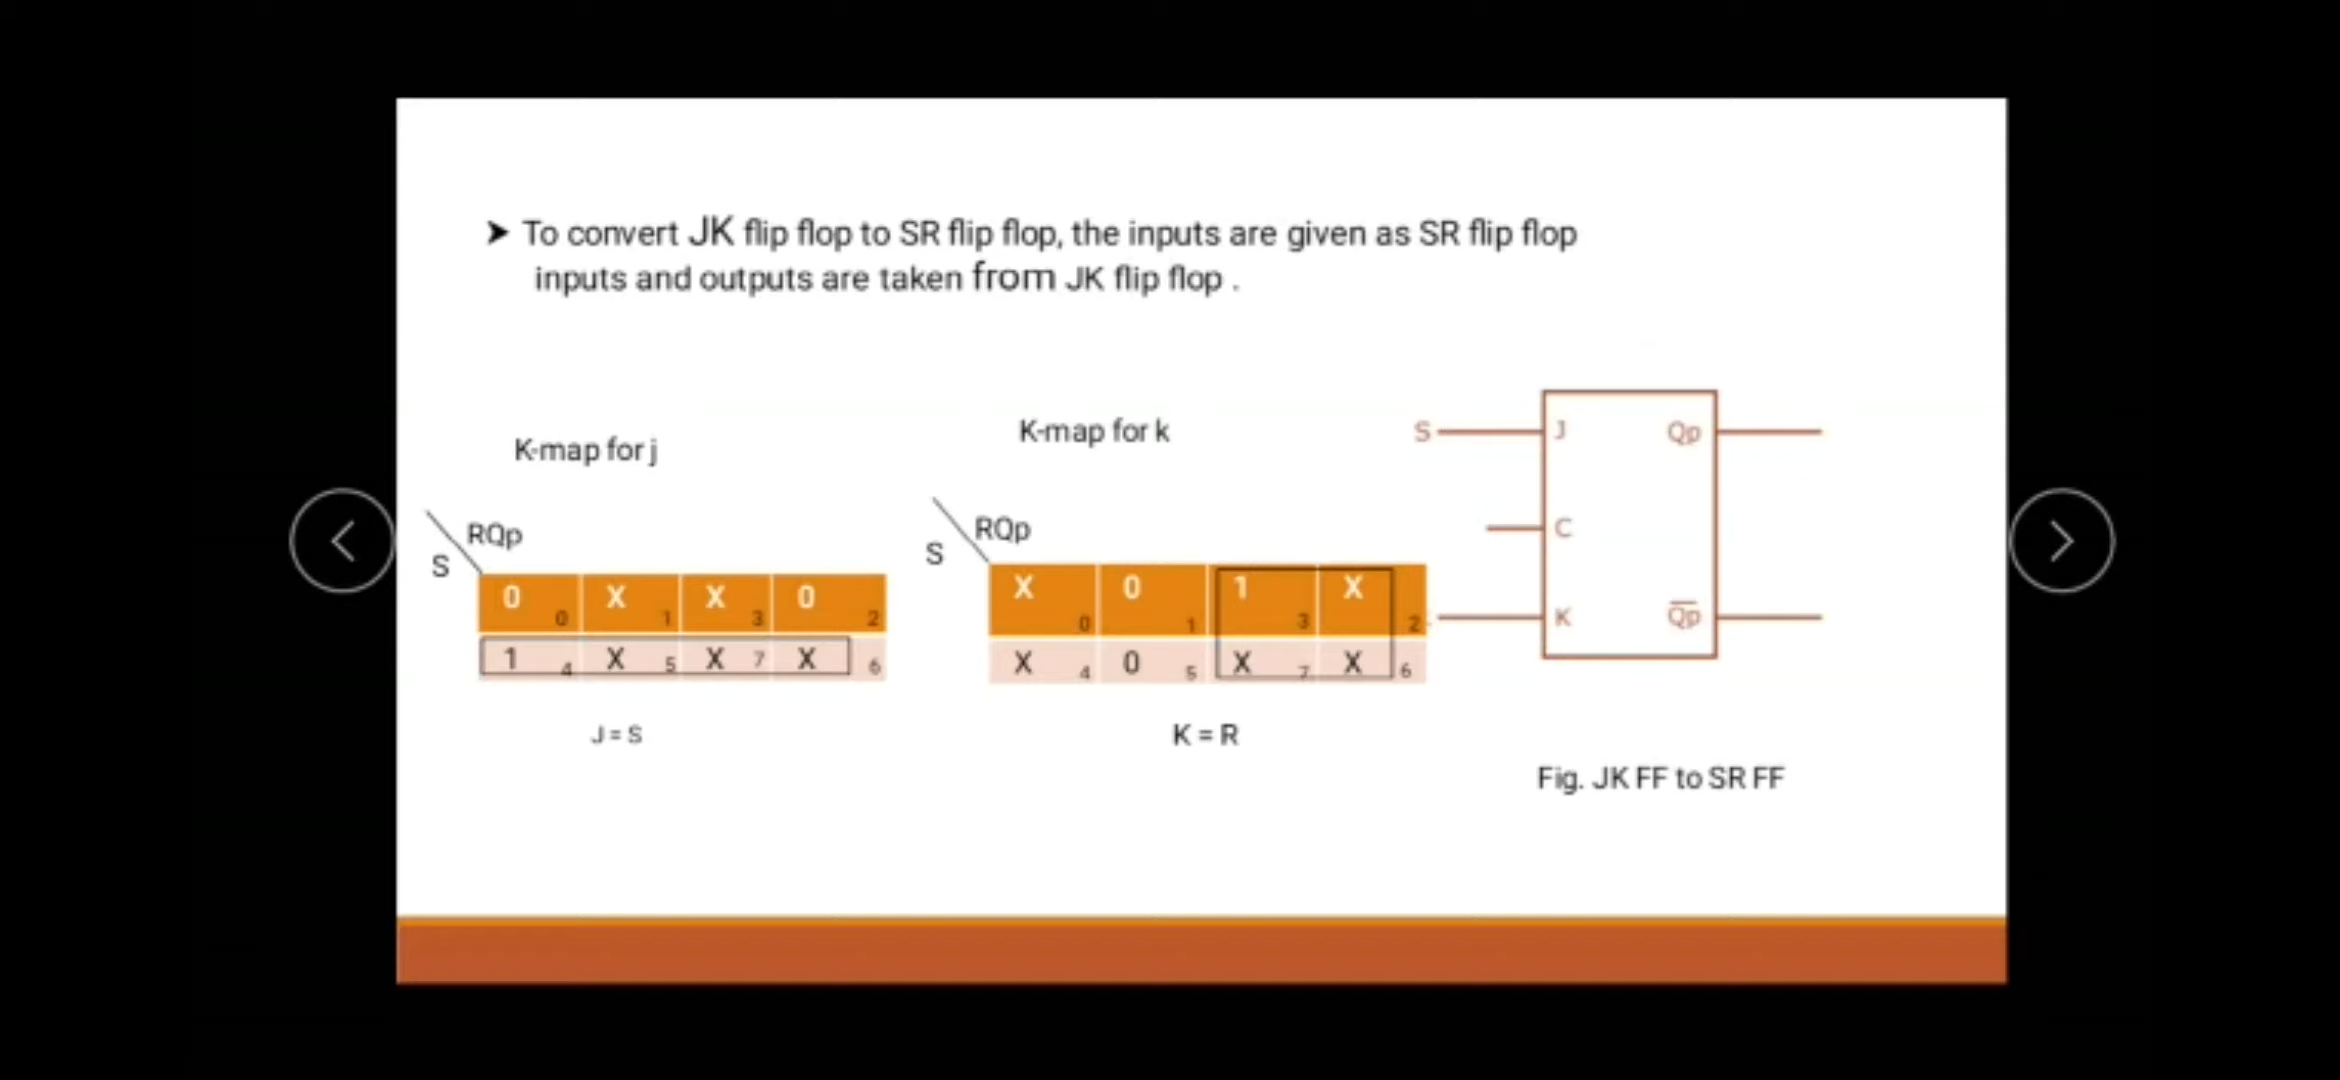 ➤ To convert JK flip flop to SR flip flop, the inputs are given as SR flip flop
inputs and outputs are taken from JK flip flop .
K-map for j
RQp
S
0 0 X 1 X 3 0 2
1 4 X 5 X 7 X 6
J = S
K-map for k
RQp
S
X 0 0 1 1 3 X 2
X 4 0 5 X 7 X 6
K = R
S J Qp
C
K Q̅p̅
Fig. JK FF to SR FF